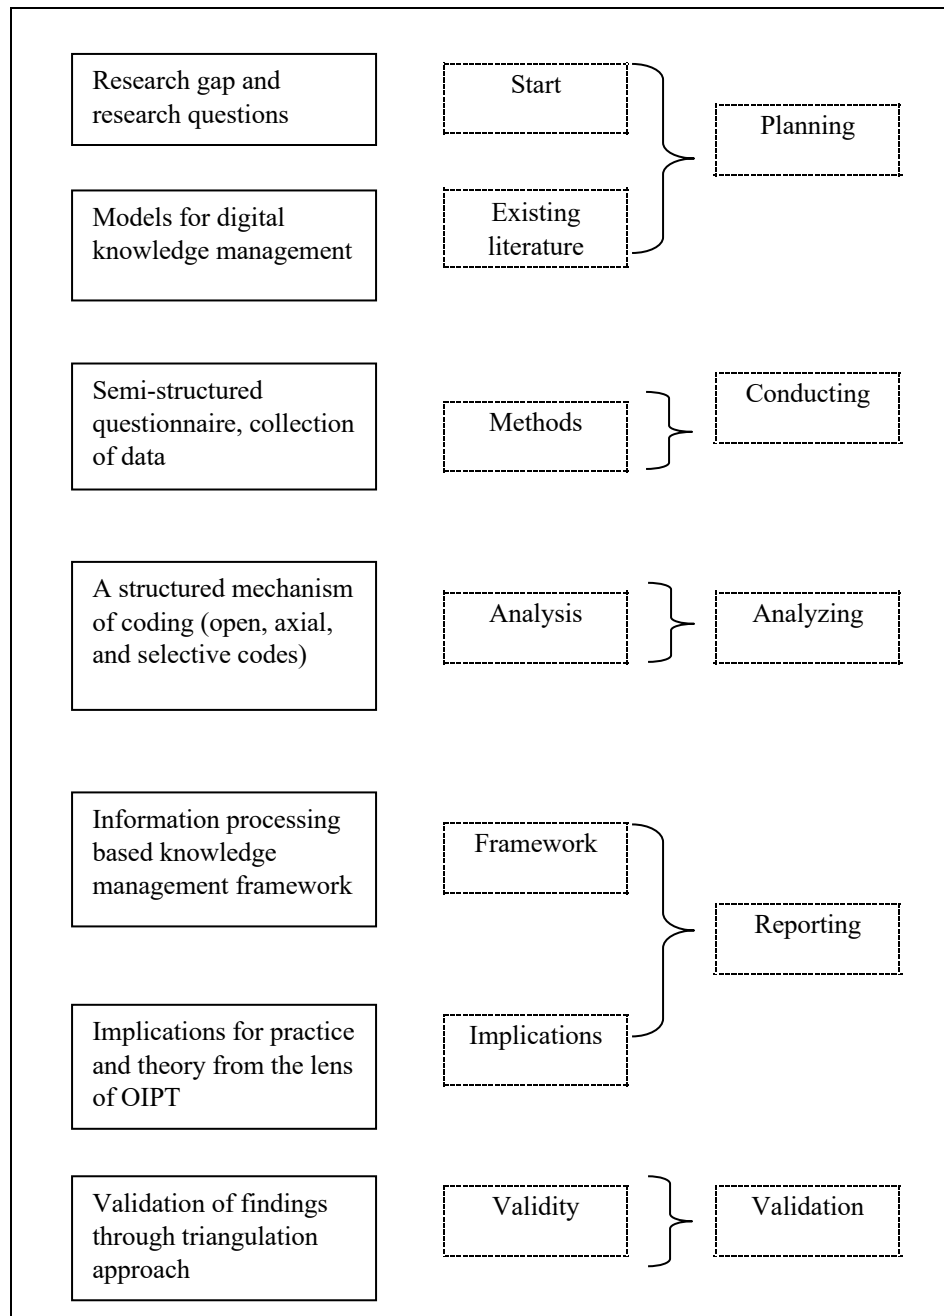 Research gap and
research questions
Start
Planning
Models for digital
knowledge management
Existing
literature
Semi-structured
questionnaire, collection
of data
Methods
Conducting
A structured mechanism
of coding (open, axial,
and selective codes)
Analysis
Analyzing
Information processing
based knowledge
management framework
Framework
Reporting
Implications for practice
and theory from the lens
of OIPT
Implications
Validation of findings
through triangulation
approach
Validity
Validation